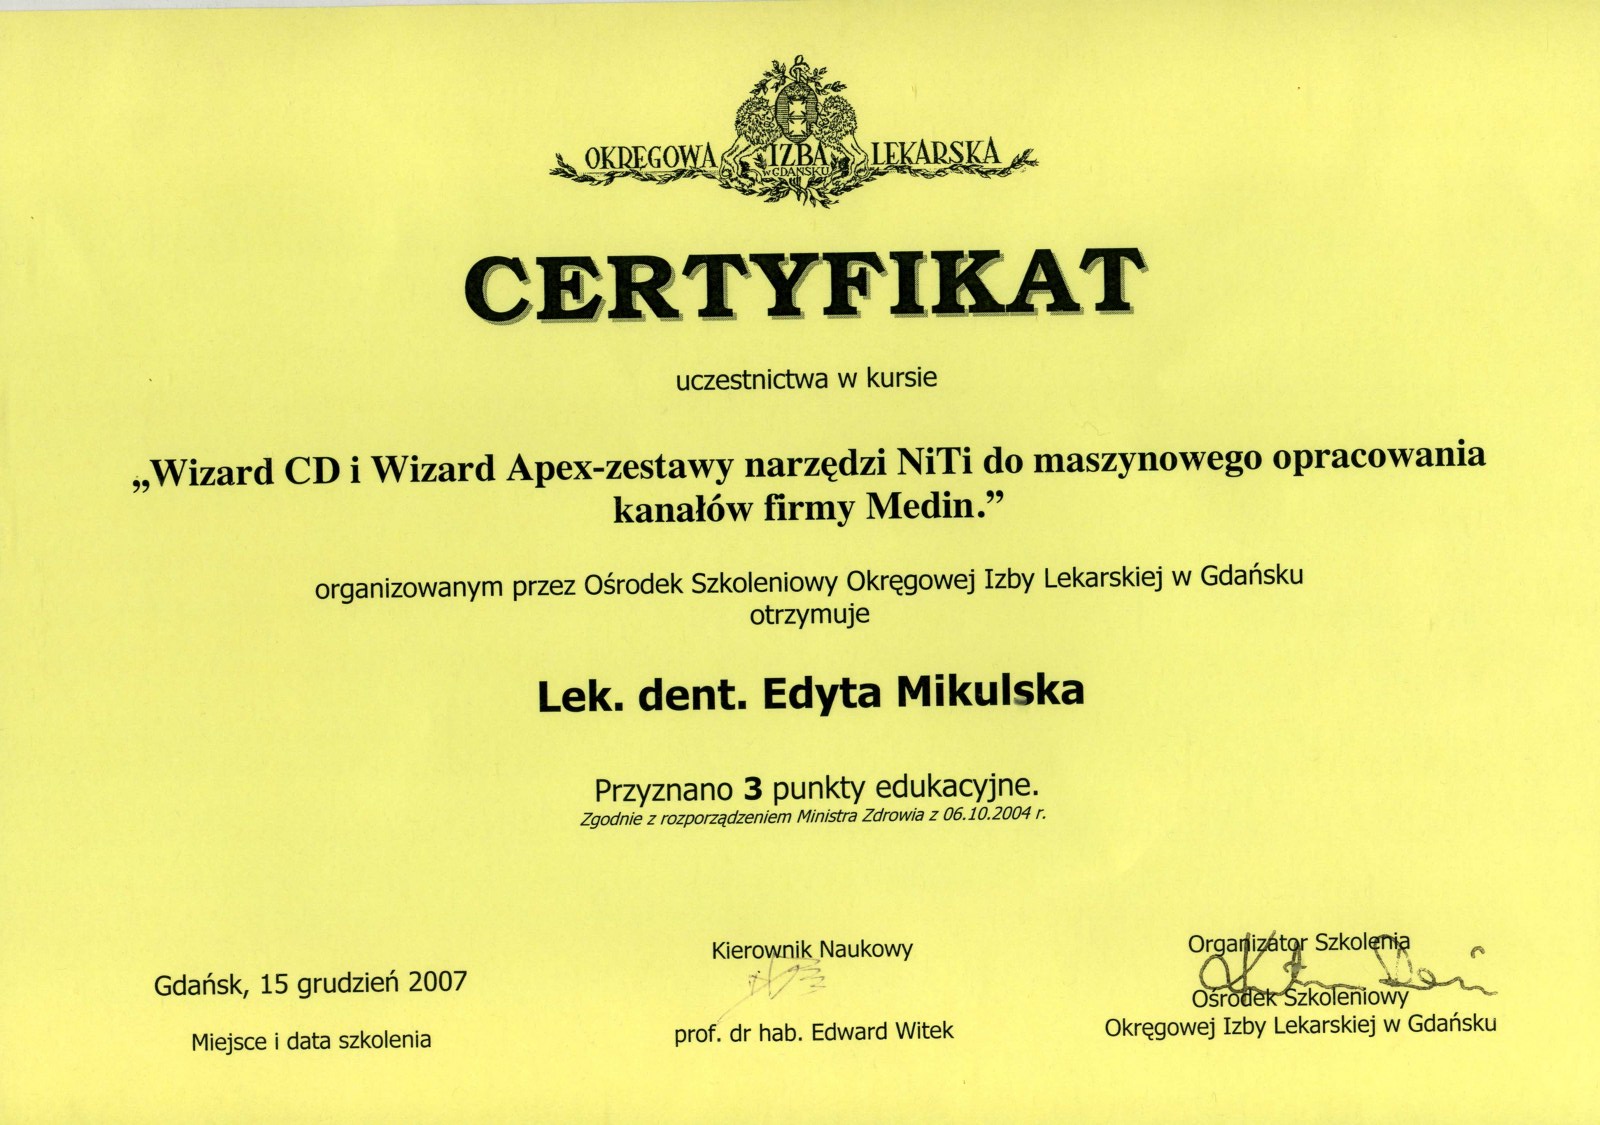 OKRĘGOWA IZBA LEKARSKA
W GDAŃSKU
CERTYFIKAT
uczestnictwa w kursie
„Wizard CD i Wizard Apex-zestawy narzędzi NiTi do maszynowego opracowania
kanałów firmy Medin.”
organizowanym przez Ośrodek Szkoleniowy Okręgowej Izby Lekarskiej w Gdańsku
otrzymuje
Lek. dent. Edyta Mikulska
Przyznano 3 punkty edukacyjne.
Zgodnie z rozporządzeniem Ministra Zdrowia z 06.10.2004 r.
Gdańsk, 15 grudzień 2007
Miejsce i data szkolenia
Kierownik Naukowy
prof. dr hab. Edward Witek
Organizator Szkolenia
Ośrodek Szkoleniowy
Okręgowej Izby Lekarskiej w Gdańsku